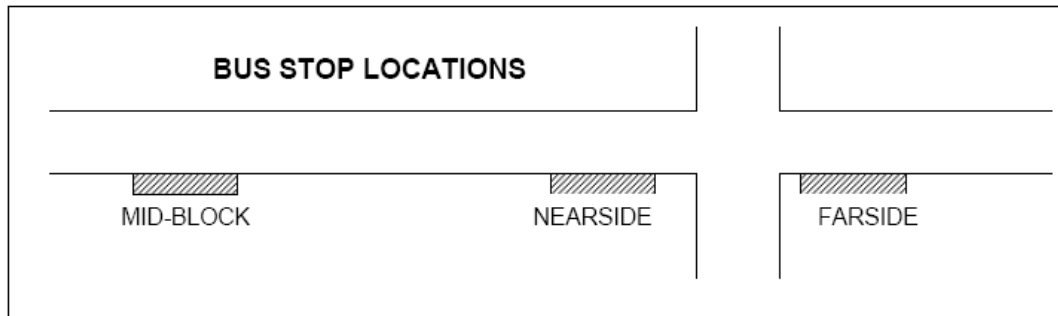 BUS STOP LOCATIONS
MID-BLOCK
NEARSIDE
FARSIDE